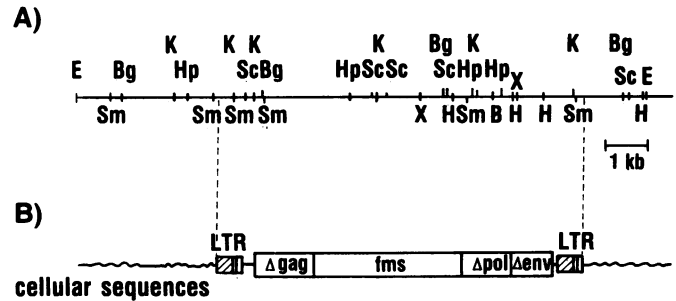 A)
K K K K Bg K K Bg
E Bg Hp ScBg HpScSc ScHpHp X Sc E
Sm Sm Sm Sm X HSm B H H Sm H
1 kb
B)
LTR LTR
Δgag fms Δpol Δenv
cellular sequences